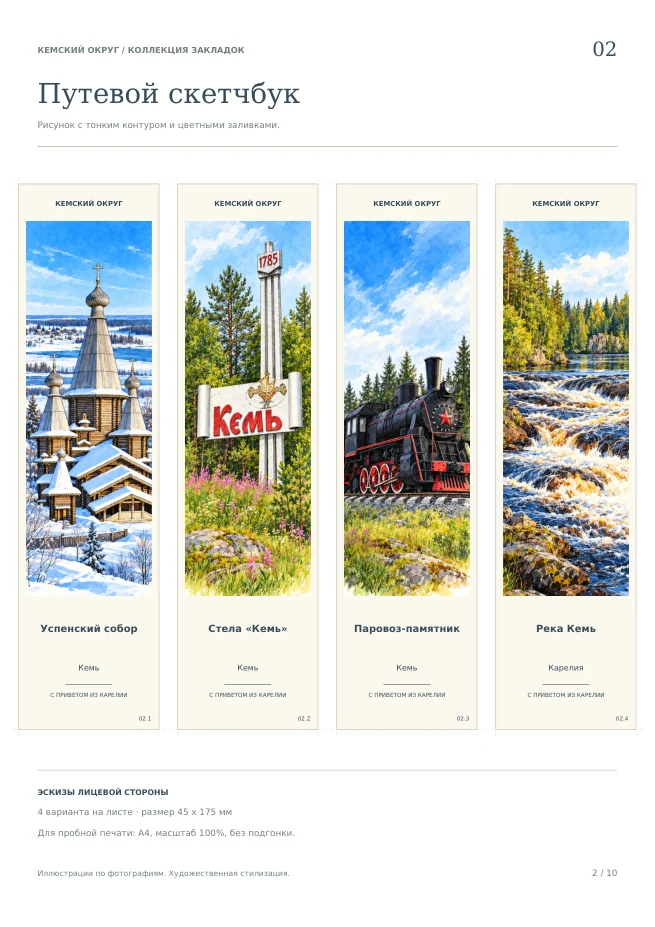 КЕМСКИЙ ОКРУГ / КОЛЛЕКЦИЯ ЗАКЛАДОК
02
Путевой скетчбук
Рисунок с тонким контуром и цветными заливками.
КЕМСКИЙ ОКРУГ
1785
Кемь
Успенский собор
Кемь
С ПРИВЕТОМ ИЗ КАРЕЛИИ
02.1
КЕМСКИЙ ОКРУГ
Стела «Кемь»
Кемь
С ПРИВЕТОМ ИЗ КАРЕЛИИ
02.2
КЕМСКИЙ ОКРУГ
Паровоз-памятник
Кемь
С ПРИВЕТОМ ИЗ КАРЕЛИИ
02.3
КЕМСКИЙ ОКРУГ
Река Кемь
Карелия
С ПРИВЕТОМ ИЗ КАРЕЛИИ
02.4
ЭСКИЗЫ ЛИЦЕВОЙ СТОРОНЫ
4 варианта на листе · размер 45 x 175 мм
Для пробной печати: А4, масштаб 100%, без подгонки.
Иллюстрации по фотографиям. Художественная стилизация.
2 / 10